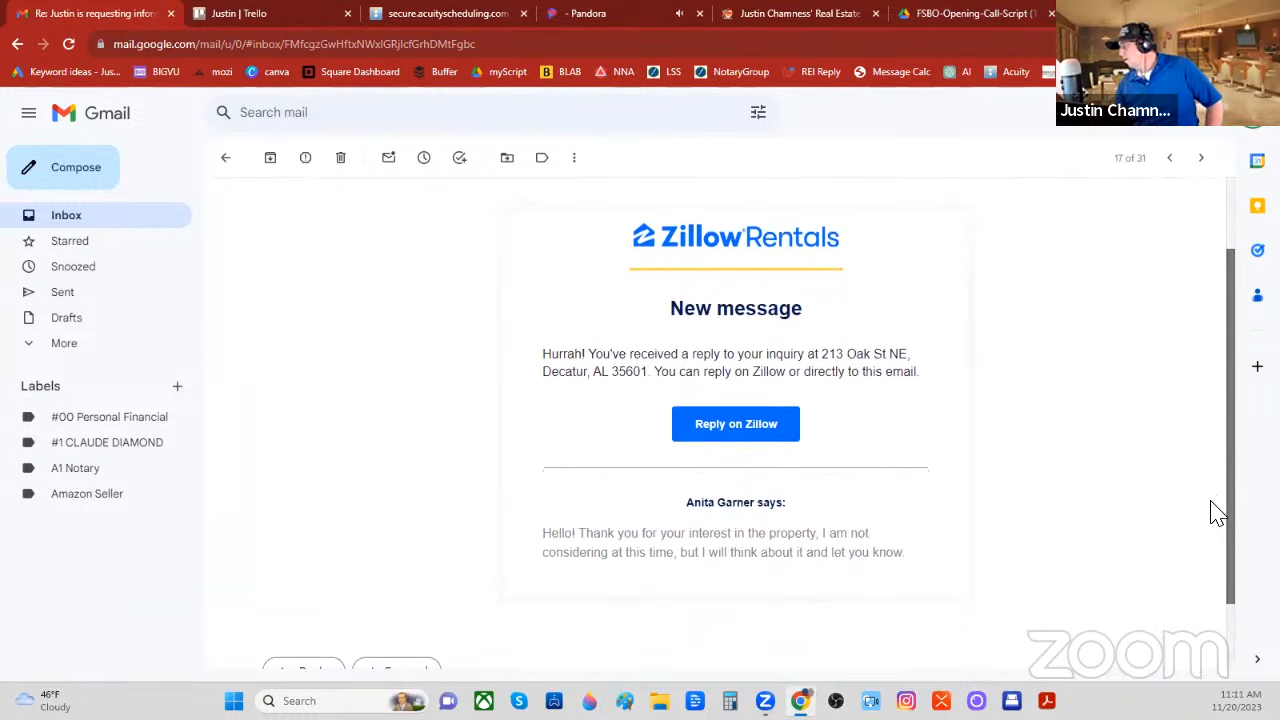 Re: Justin is requesting inform
Justin | Trello
secure.acuityscheduling.com
- Pandora
Justin Chamness' Real Estate
FSBO-Opening-Call-Script (1
mail.google.com/mail/u/0/#inbox/FMfcgzGwHftxNWxlGRjlcfGrhDMtFgbc
Keyword ideas - Jus...
BIGVU
mozi
canva
Square Dashboard
Buffer
myScript
BLAB
NNA
LSS
NotaryGroup
REI Reply
Message Calc
AI
Acuity
Justin Chamn...
Gmail
Search mail
Compose
17 of 31
Inbox
Starred
Snoozed
Sent
Drafts
More
Labels
#00 Personal Financial
#1 CLAUDE DIAMOND
A1 Notary
Amazon Seller
Zillow Rentals
New message
Hurrah! You've received a reply to your inquiry at 213 Oak St NE,
Decatur, AL 35601. You can reply on Zillow or directly to this email.
Reply on Zillow
Anita Garner says:
Hello! Thank you for your interest in the property, I am not
considering at this time, but I will think about it and let you know.
zoom
46°F
Cloudy
Search
11:11 AM
11/20/2023